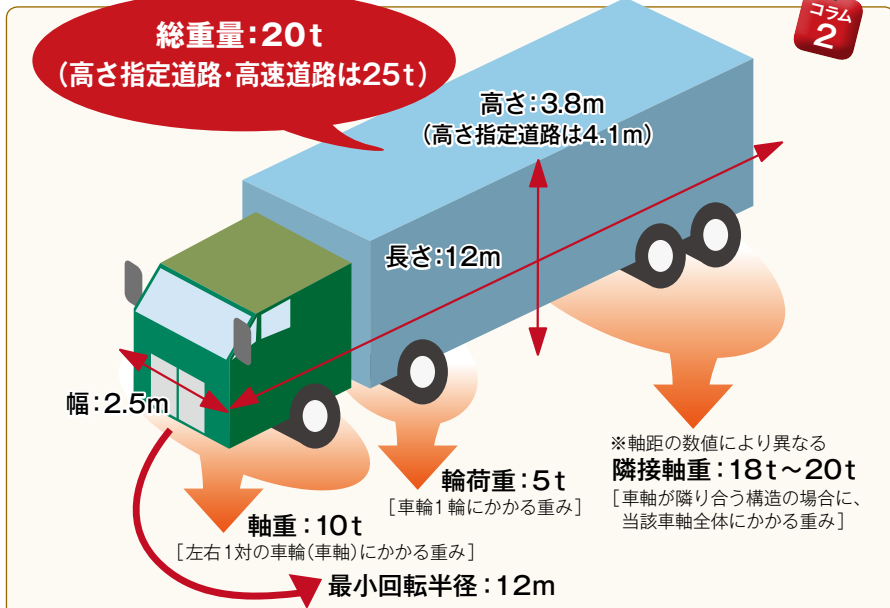 コラム
2
総重量:20t
(高さ指定道路・高速道路は25t)
高さ:3.8m
(高さ指定道路は4.1m)
長さ:12m
幅:2.5m
※軸距の数値により異なる
隣接軸重:18t～20t
[車軸が隣り合う構造の場合に、
当該車軸全体にかかる重み]
輪荷重:5t
[車輪1輪にかかる重み]
軸重:10t
[左右1対の車輪(車軸)にかかる重み]
最小回転半径:12m